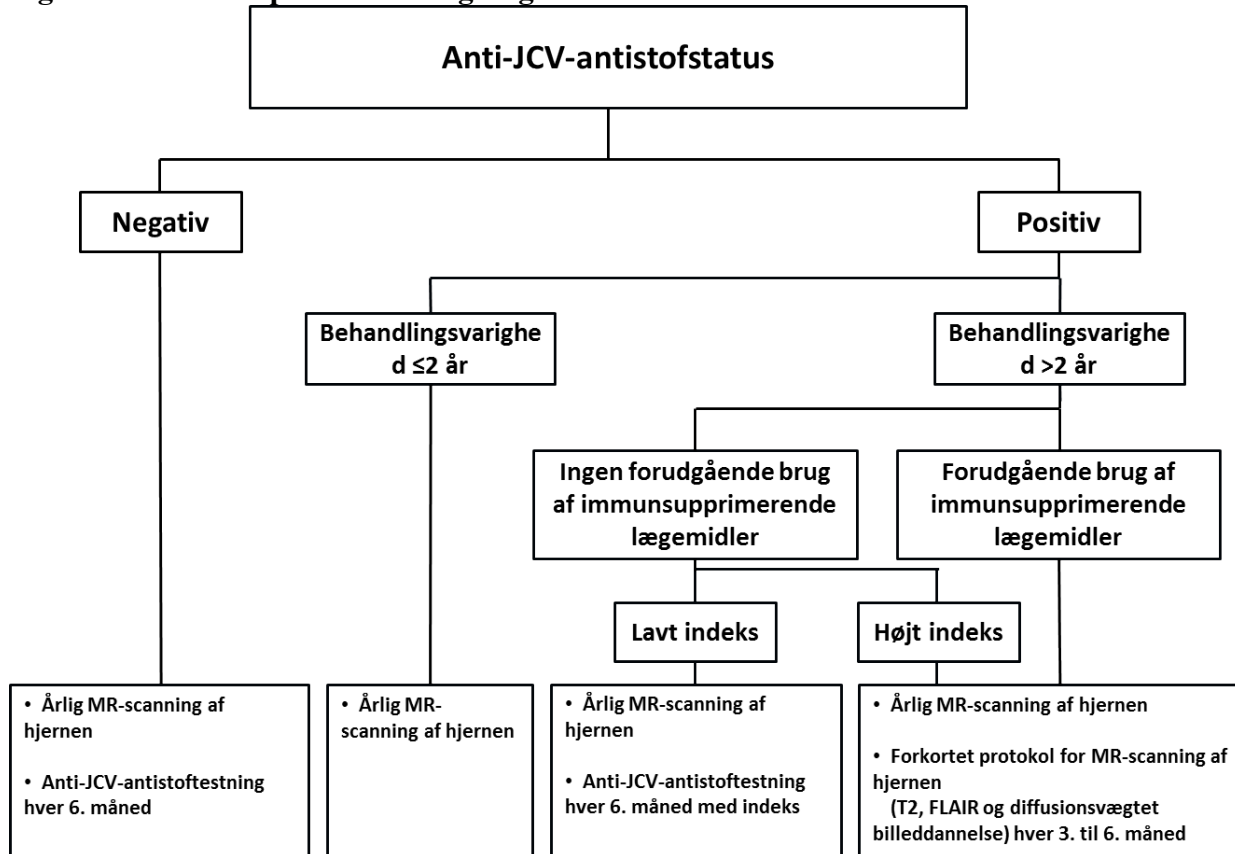 Anti-JCV-antistofstatus
Negativ
Positiv
Behandlingsvarighe
d ≤2 år
Behandlingsvarighe
d >2 år
Ingen forudgående brug
af immunsupprimerende
lægemidler
Forudgående brug af
immunsupprimerende
lægemidler
Lavt indeks
Højt indeks
• Årlig MR-scanning af
hjernen
• Anti-JCV-antistoftestning
hver 6. måned
• Årlig MR-
scanning af hjernen
• Årlig MR-scanning af
hjernen
• Anti-JCV-antistoftestning
hver 6. måned med indeks
• Årlig MR-scanning af hjernen
• Forkortet protokol for MR-scanning af
hjernen
(T2, FLAIR og diffusionsvægtet
billeddannelse) hver 3. til 6. måned